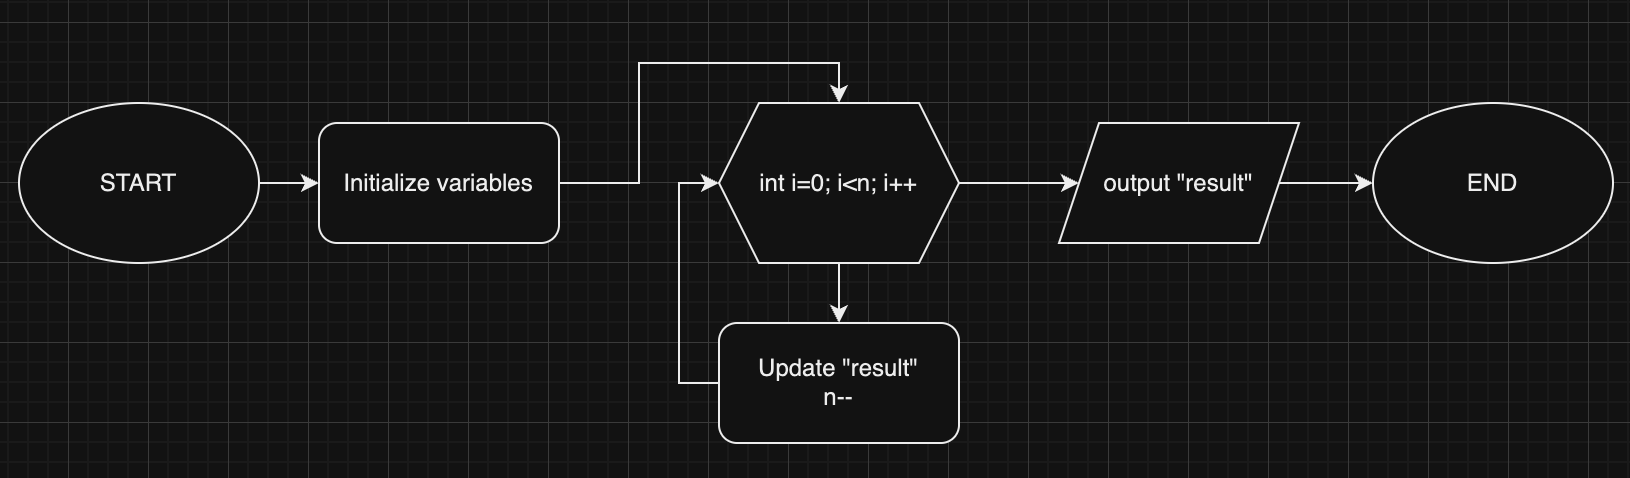 START
Initialize variables
int i=0; i<n; i++
output "result"
END
Update "result"
n--